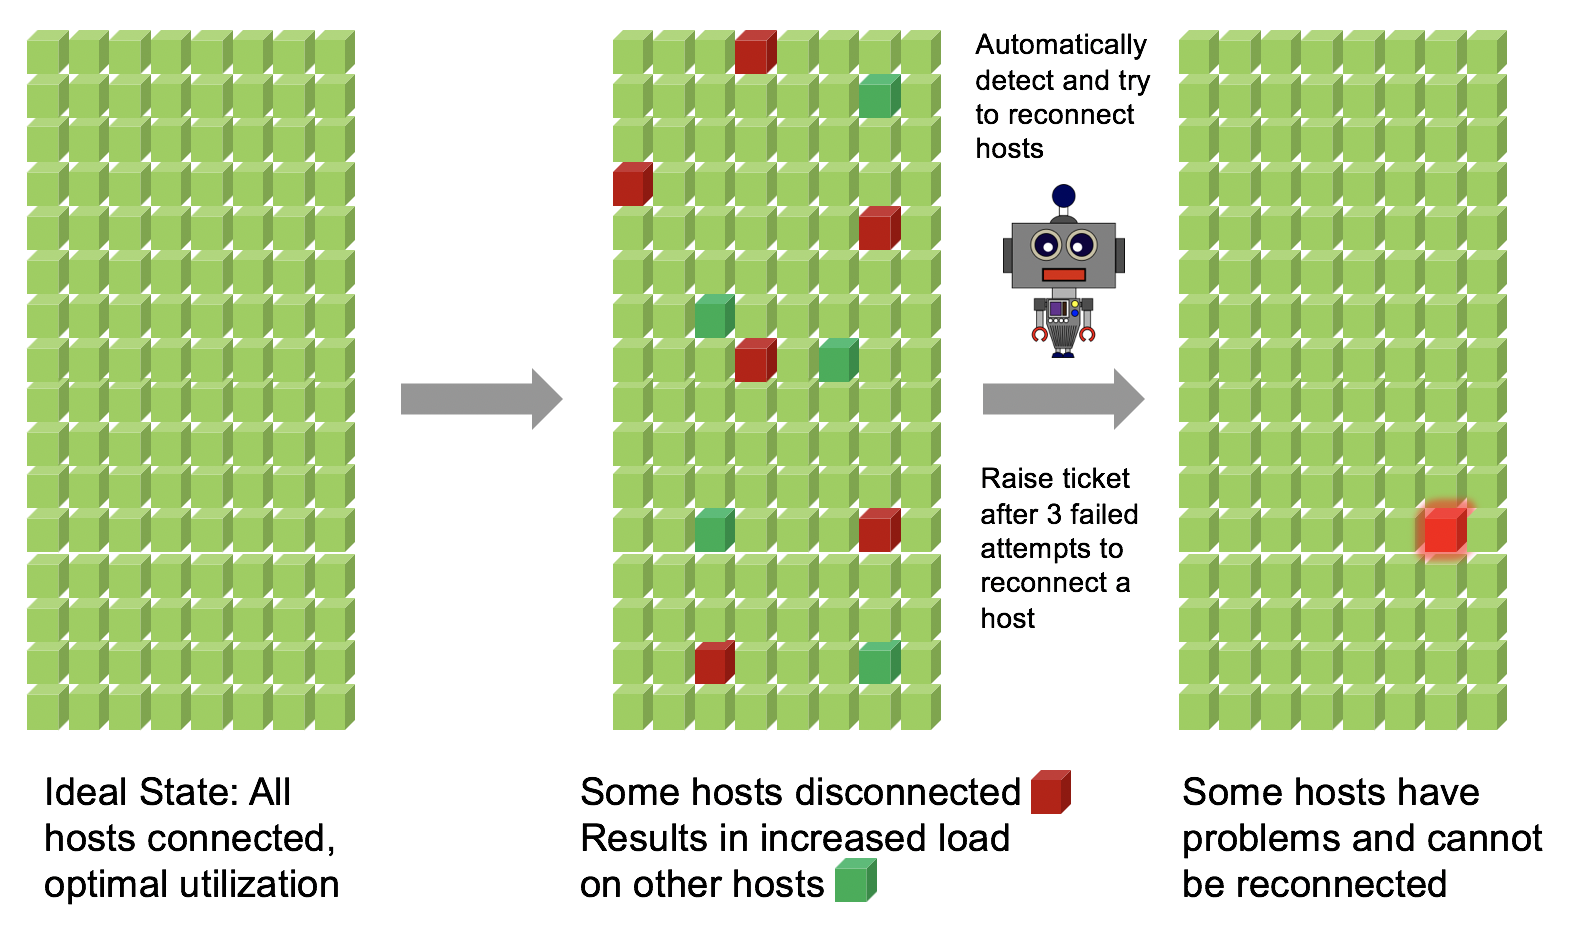 Automatically
detect and try
to reconnect
hosts
Raise ticket
after 3 failed
attempts to
reconnect a
host
Ideal State: All
hosts connected,
optimal utilization
Some hosts disconnected
Results in increased load
on other hosts
Some hosts have
problems and cannot
be reconnected